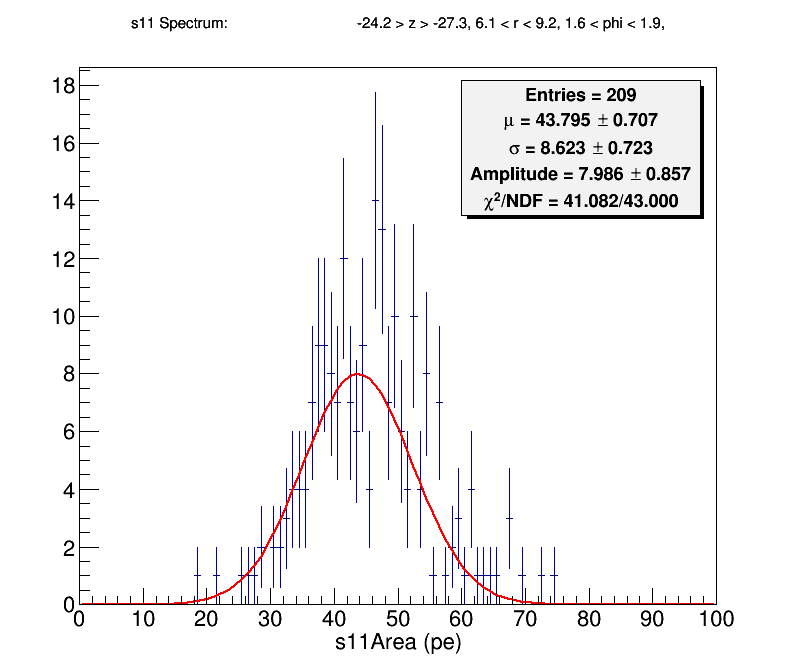 s11 Spectrum: -24.2 > z > -27.3, 6.1 < r < 9.2, 1.6 < phi < 1.9,
Entries = 209
μ = 43.795 ± 0.707
σ = 8.623 ± 0.723
Amplitude = 7.986 ± 0.857
χ²/NDF = 41.082/43.000
18
16
14
12
10
8
6
4
2
0
0 10 20 30 40 50 60 70 80 90 100
s11Area (pe)